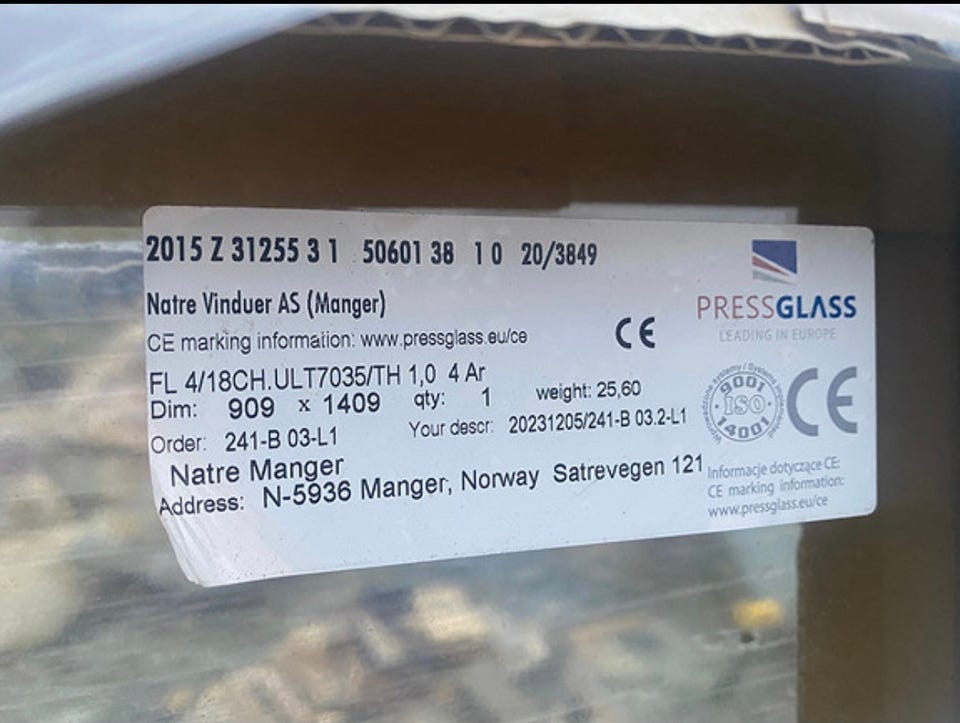 2015 Z 31255 3 1 50601 38 1 0 20/3849
Natre Vinduer AS (Manger)
CE marking information: www.pressglass.eu/ce
CE
FL 4/18CH.ULT7035/TH 1,0 4 Ar
Dim: 909 x 1409 qty: 1 weight: 25,60
Order: 241-B 03-L1 Your descr: 20231205/241-B 03.2-L1
Natre Manger
Address: N-5936 Manger, Norway Satrevegen 121
PRESSGLASS
LEADING IN EUROPE
Wprowadzone systemy / Systems implemented
9001
ISO
14001
CE
Informacje dotyczące CE:
CE marking information:
www.pressglass.eu/ce